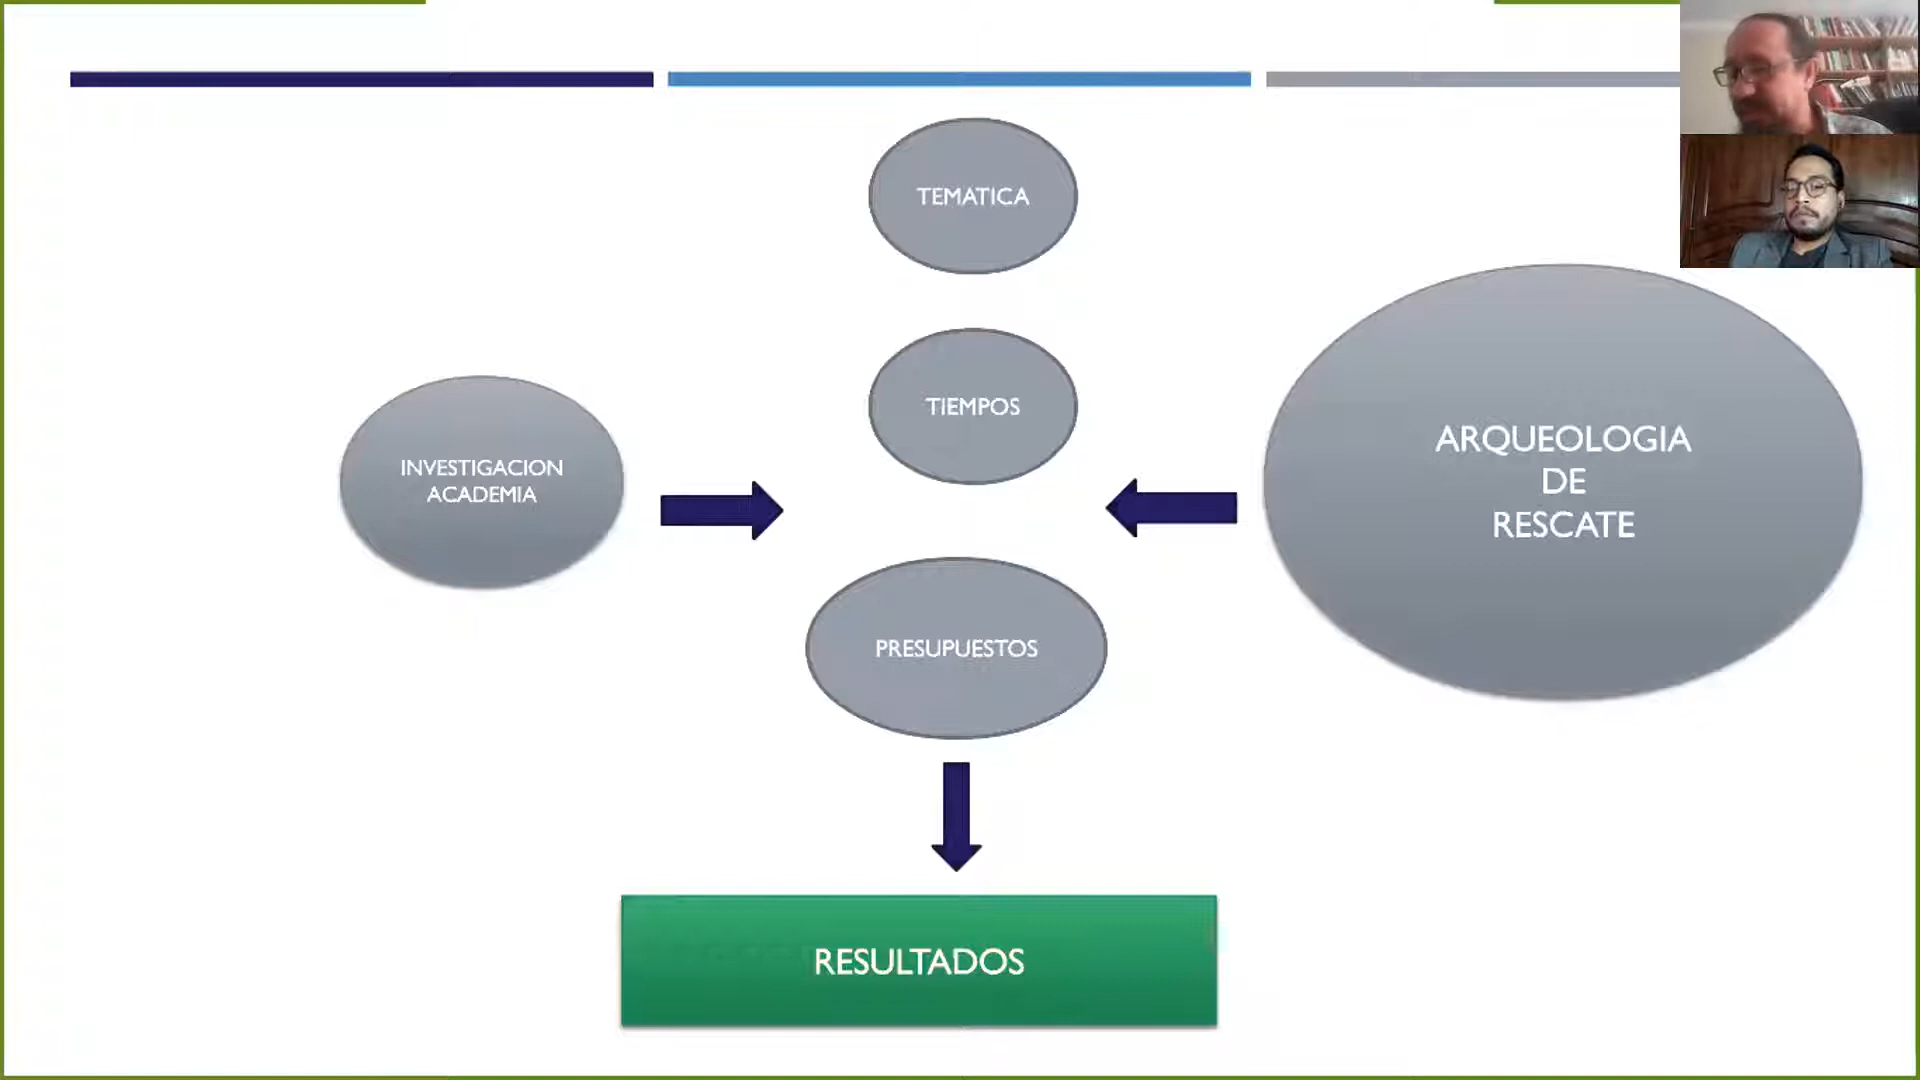 TEMATICA
TIEMPOS
INVESTIGACION
ACADEMIA
ARQUEOLOGIA
DE
RESCATE
PRESUPUESTOS
RESULTADOS